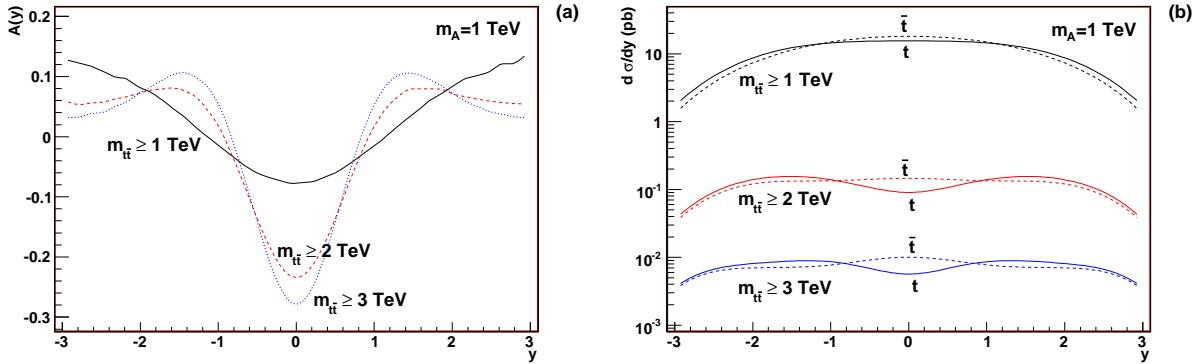 (a)
A(y)
m_A=1 TeV
0.2
0.1
0
-0.1
-0.2
-0.3
m_tt̄ ≥ 1 TeV
m_tt̄ ≥ 2 TeV
m_tt̄ ≥ 3 TeV
-3 -2 -1 0 1 2 3
y
(b)
d σ/dy (pb)
m_A=1 TeV
10
1
10^-1
10^-2
10^-3
t̄
t
m_tt̄ ≥ 1 TeV
t̄
t
m_tt̄ ≥ 2 TeV
t̄
t
m_tt̄ ≥ 3 TeV
-3 -2 -1 0 1 2 3
y